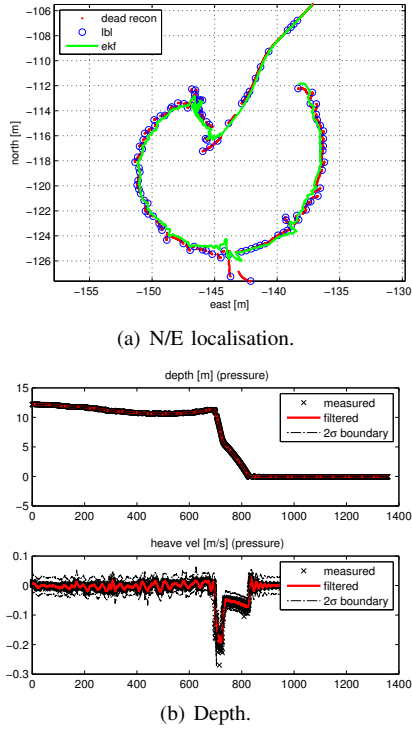 −106
−108
−110
−112
−114
−116
−118
−120
−122
−124
−126
north [m]
dead recon
lbl
ekf
−155 −150 −145 −140 −135 −130
east [m]
(a) N/E localisation.
depth [m] (pressure)
15
10
5
0
−5
measured
filtered
2σ boundary
0 200 400 600 800 1000 1200 1400
heave vel [m/s] (pressure)
0.1
0
−0.1
−0.2
−0.3
measured
filtered
2σ boundary
0 200 400 600 800 1000 1200 1400
(b) Depth.